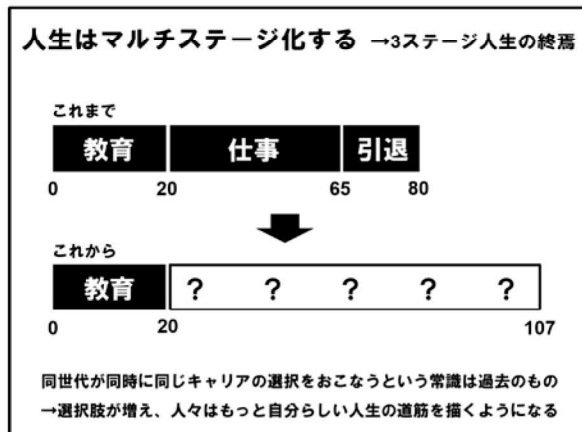 人生はマルチステージ化する →3ステージ人生の終焉
これまで
教育 仕事 引退
0 20 65 80
これから
教育 ? ? ? ? ?
0 20 107
同世代が同時に同じキャリアの選択をおこなうという常識は過去のもの
→選択肢が増え、人々はもっと自分らしい人生の道筋を描くようになる